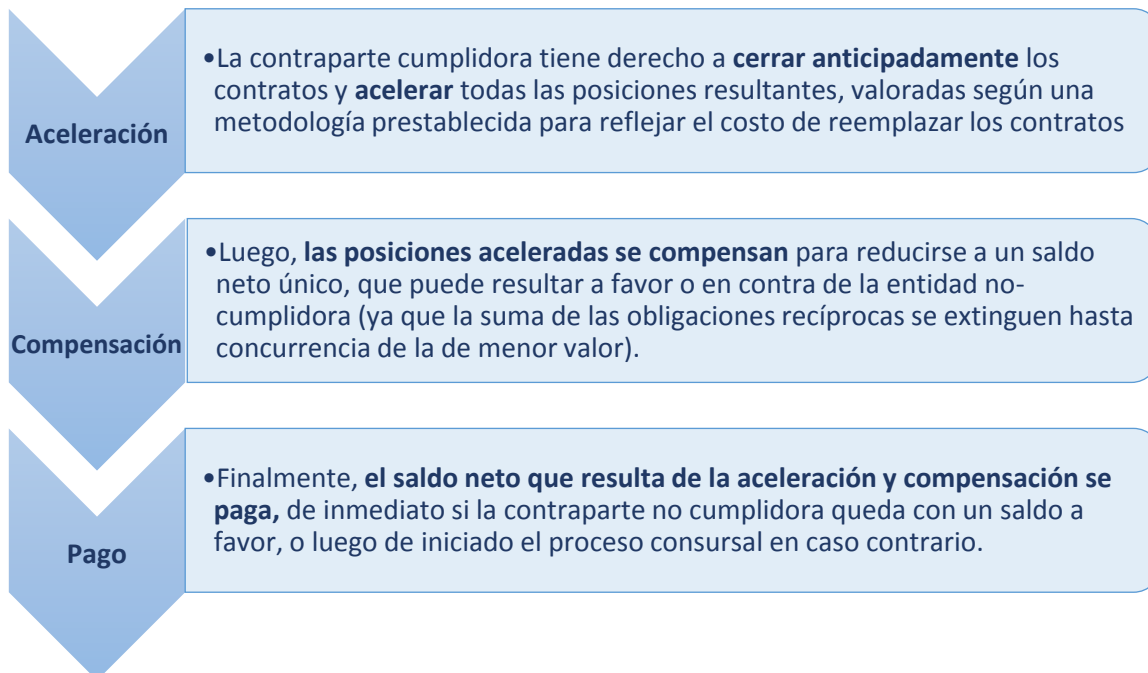 Aceleración
•La contraparte cumplidora tiene derecho a cerrar anticipadamente los
contratos y acelerar todas las posiciones resultantes, valoradas según una
metodología prestablecida para reflejar el costo de reemplazar los contratos
Compensación
•Luego, las posiciones aceleradas se compensan para reducirse a un saldo
neto único, que puede resultar a favor o en contra de la entidad no-
cumplidora (ya que la suma de las obligaciones recíprocas se extinguen hasta
concurrencia de la de menor valor).
Pago
•Finalmente, el saldo neto que resulta de la aceleración y compensación se
paga, de inmediato si la contraparte no cumplidora queda con un saldo a
favor, o luego de iniciado el proceso consursal en caso contrario.